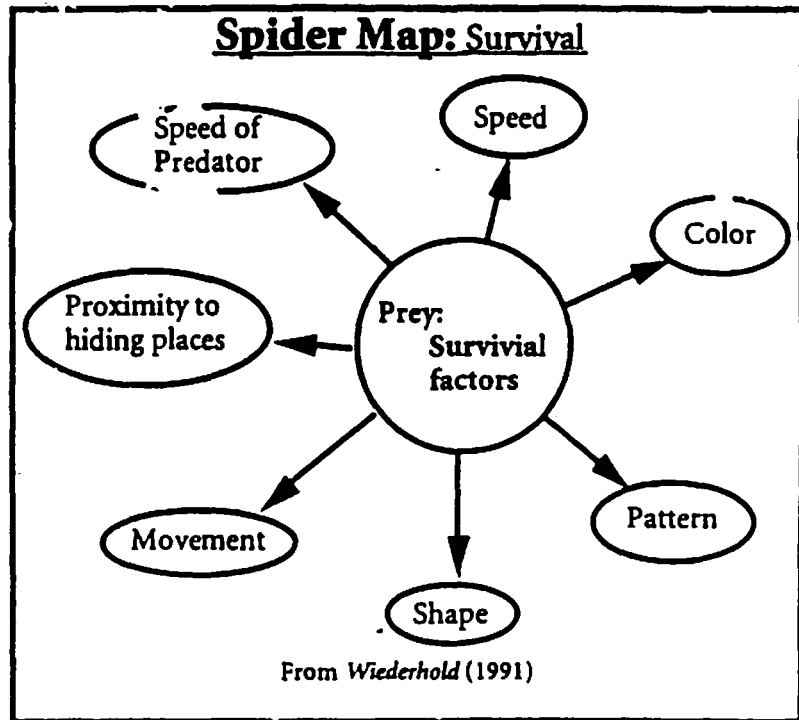 Spider Map: Survival
Speed of
Predator
Speed
Color
Proximity to
hiding places
Prey:
Survivial
factors
Movement
Pattern
Shape
From Wiederhold (1991)